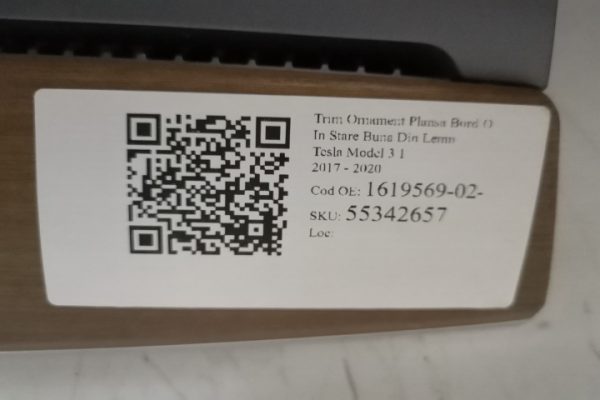 Trim Ornament Plansa Bord O
In Stare Buna Din Lemn
Tesla Model 3 1
2017 - 2020
Cod OE: 1619569-02-
SKU: 55342657
Loc: